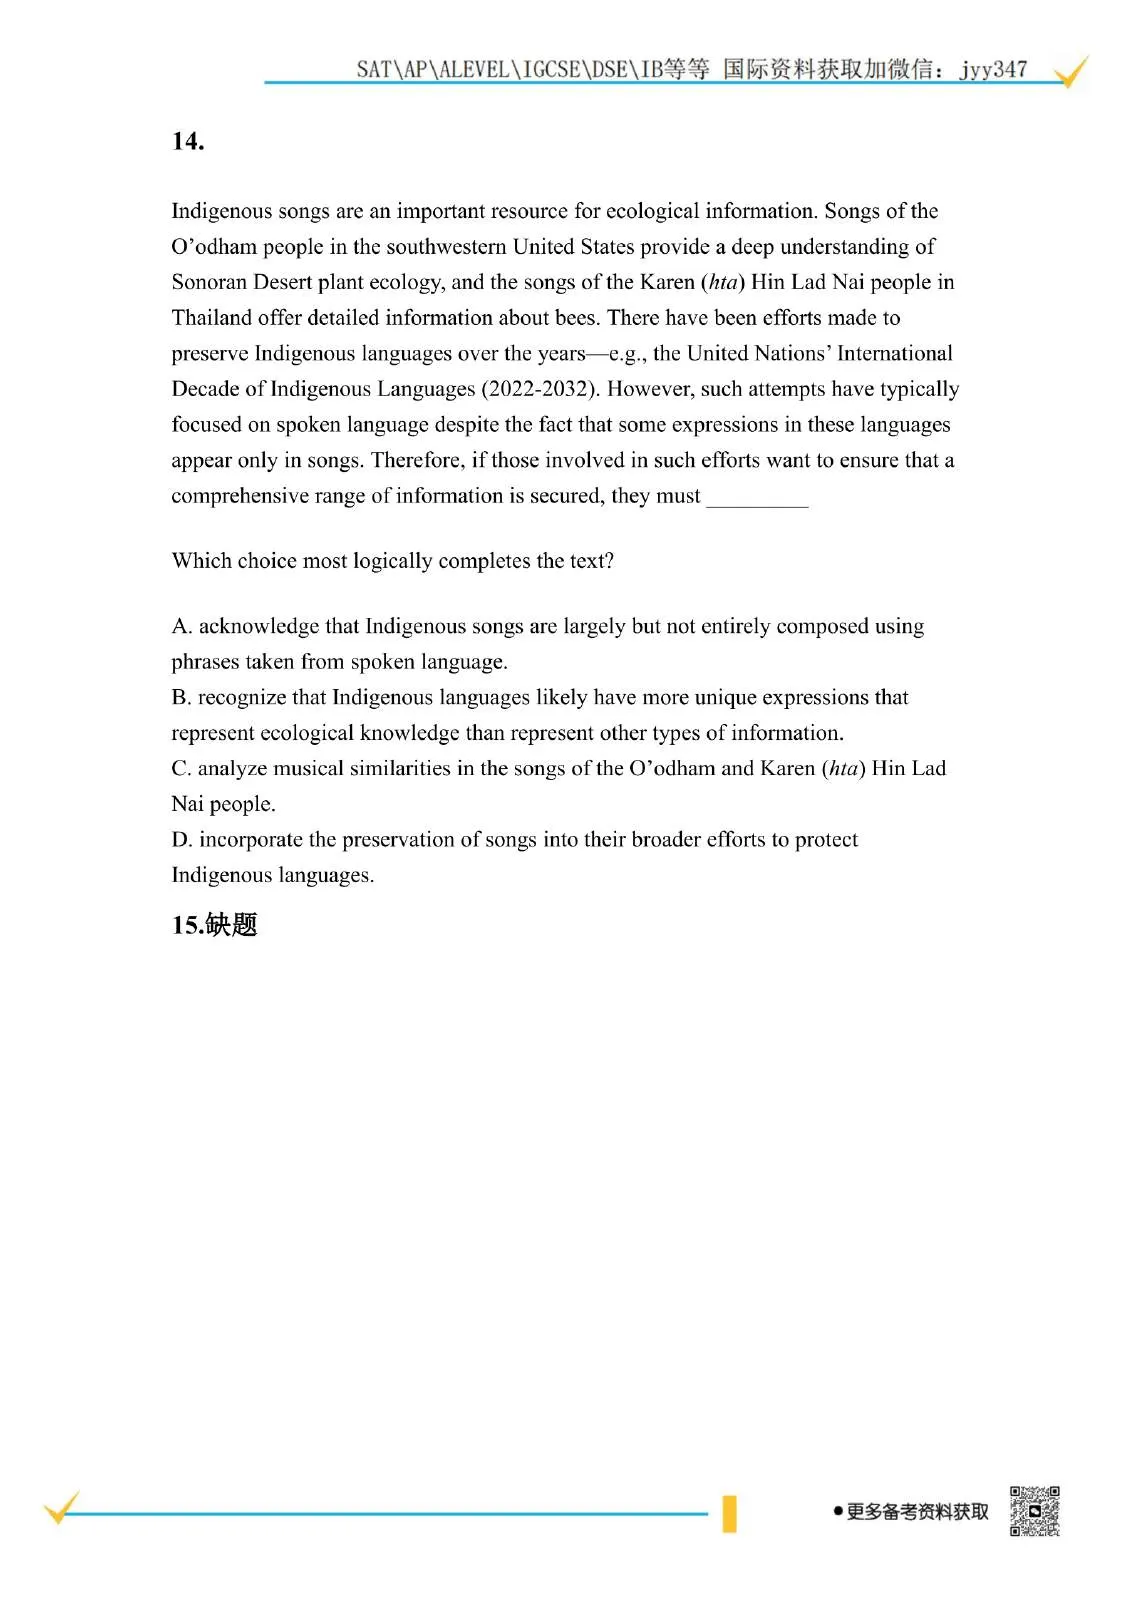 SAT\AP\ALEVEL\IGCSE\DSE\IB等等 国际资料获取加微信：jyy347
14.
Indigenous songs are an important resource for ecological information. Songs of the
O’odham people in the southwestern United States provide a deep understanding of
Sonoran Desert plant ecology, and the songs of the Karen (hta) Hin Lad Nai people in
Thailand offer detailed information about bees. There have been efforts made to
preserve Indigenous languages over the years—e.g., the United Nations’ International
Decade of Indigenous Languages (2022-2032). However, such attempts have typically
focused on spoken language despite the fact that some expressions in these languages
appear only in songs. Therefore, if those involved in such efforts want to ensure that a
comprehensive range of information is secured, they must _________
Which choice most logically completes the text?
A. acknowledge that Indigenous songs are largely but not entirely composed using
phrases taken from spoken language.
B. recognize that Indigenous languages likely have more unique expressions that
represent ecological knowledge than represent other types of information.
C. analyze musical similarities in the songs of the O’odham and Karen (hta) Hin Lad
Nai people.
D. incorporate the preservation of songs into their broader efforts to protect
Indigenous languages.
15.缺题
●更多备考资料获取